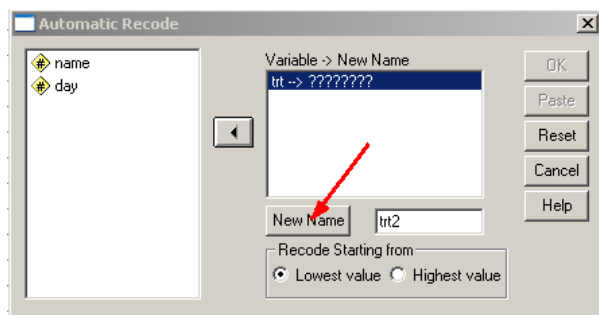 Automatic Recode
name
day
Variable -> New Name
trt --> ????????
OK
Paste
Reset
Cancel
Help
New Name
trt2
Recode Starting from
Lowest value
Highest value